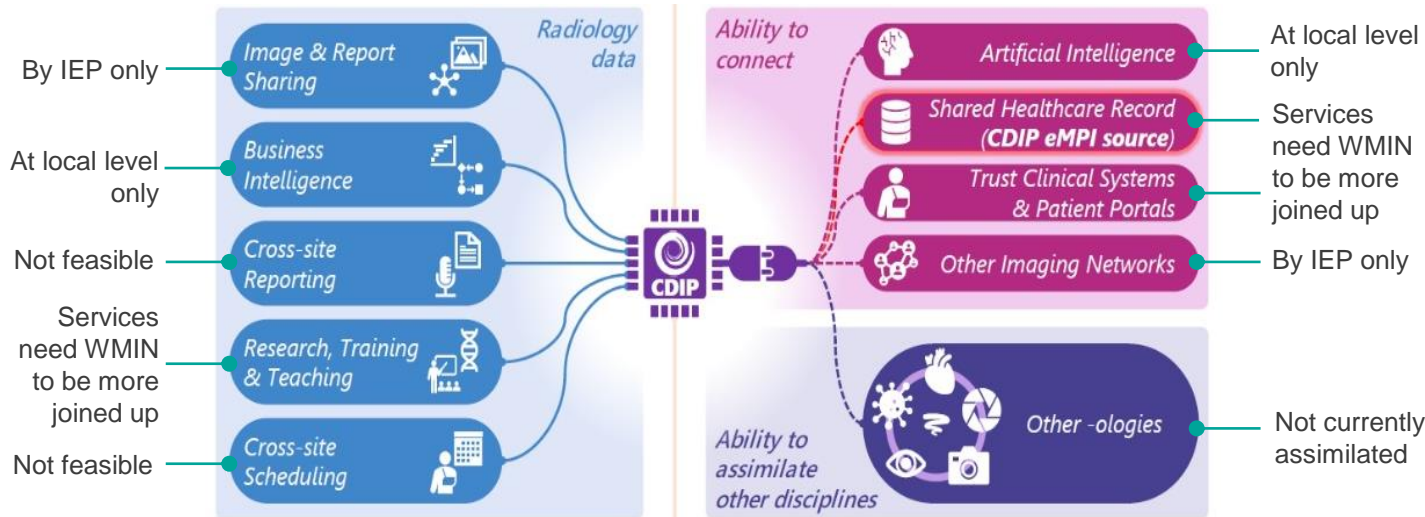 Radiology
data
By IEP only
Image & Report
Sharing
At local level
only
Business
Intelligence
Not feasible
Cross-site
Reporting
Services
need WMIN
to be more
joined up
Research, Training
& Teaching
Not feasible
Cross-site
Scheduling
CDIP
Ability to
connect
Artificial Intelligence
At local level
only
Shared Healthcare Record
(CDIP eMPI source)
Services
need WMIN
to be more
joined up
Trust Clinical Systems
& Patient Portals
Other Imaging Networks
By IEP only
Other -ologies
Not currently
assimilated
Ability to
assimilate
other disciplines